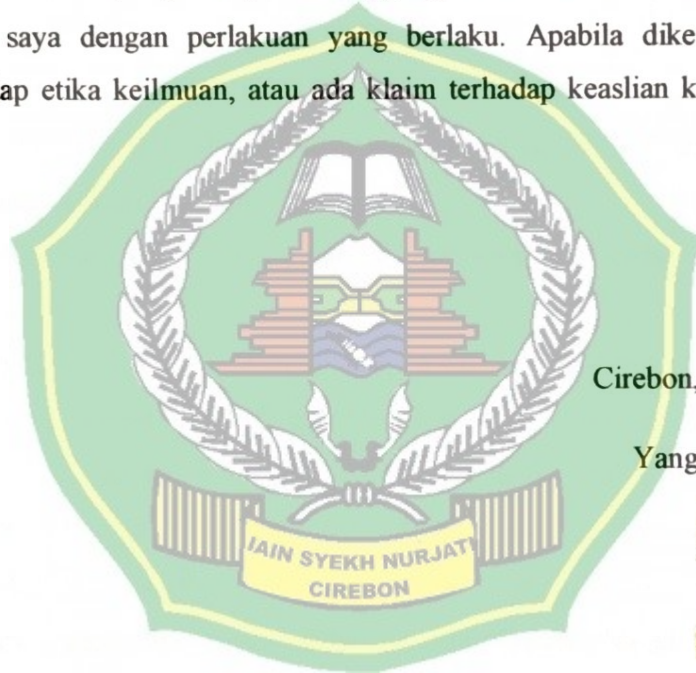 saya dengan perlakuan yang berlaku. Apabila dike
ap etika keilmuan, atau ada klaim terhadap keaslian k
Cirebon,
Yang
IAIN SYEKH NURJATI
CIREBON